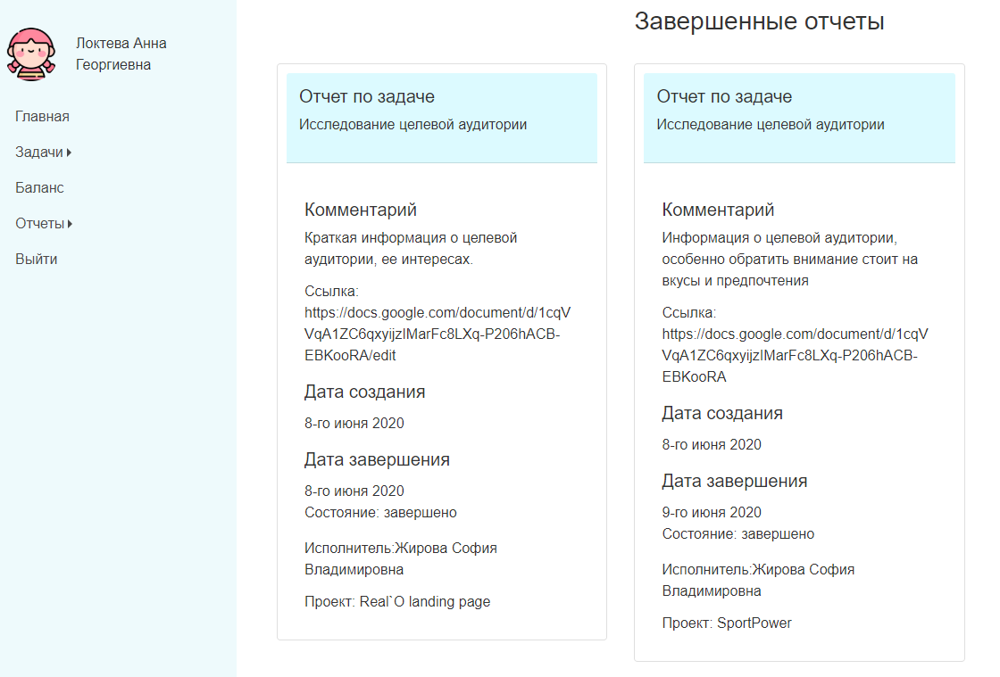 Локтева Анна
Георгиевна
Главная
Задачи
Баланс
Отчеты
Выйти
Завершенные отчеты
Отчет по задаче
Исследование целевой аудитории
Комментарий
Краткая информация о целевой
аудитории, ее интересах.
Ссылка:
https://docs.google.com/document/d/1cqV
VqA1ZC6qxyijzIMarFc8LXq-P206hACB-
EBKooRA/edit
Дата создания
8-го июня 2020
Дата завершения
8-го июня 2020
Состояние: завершено
Исполнитель:Жирова София
Владимировна
Проект: Real`O landing page
Отчет по задаче
Исследование целевой аудитории
Комментарий
Информация о целевой аудитории,
особенно обратить внимание стоит на
вкусы и предпочтения
Ссылка:
https://docs.google.com/document/d/1cqV
VqA1ZC6qxyijzIMarFc8LXq-P206hACB-
EBKooRA
Дата создания
8-го июня 2020
Дата завершения
9-го июня 2020
Состояние: завершено
Исполнитель:Жирова София
Владимировна
Проект: SportPower